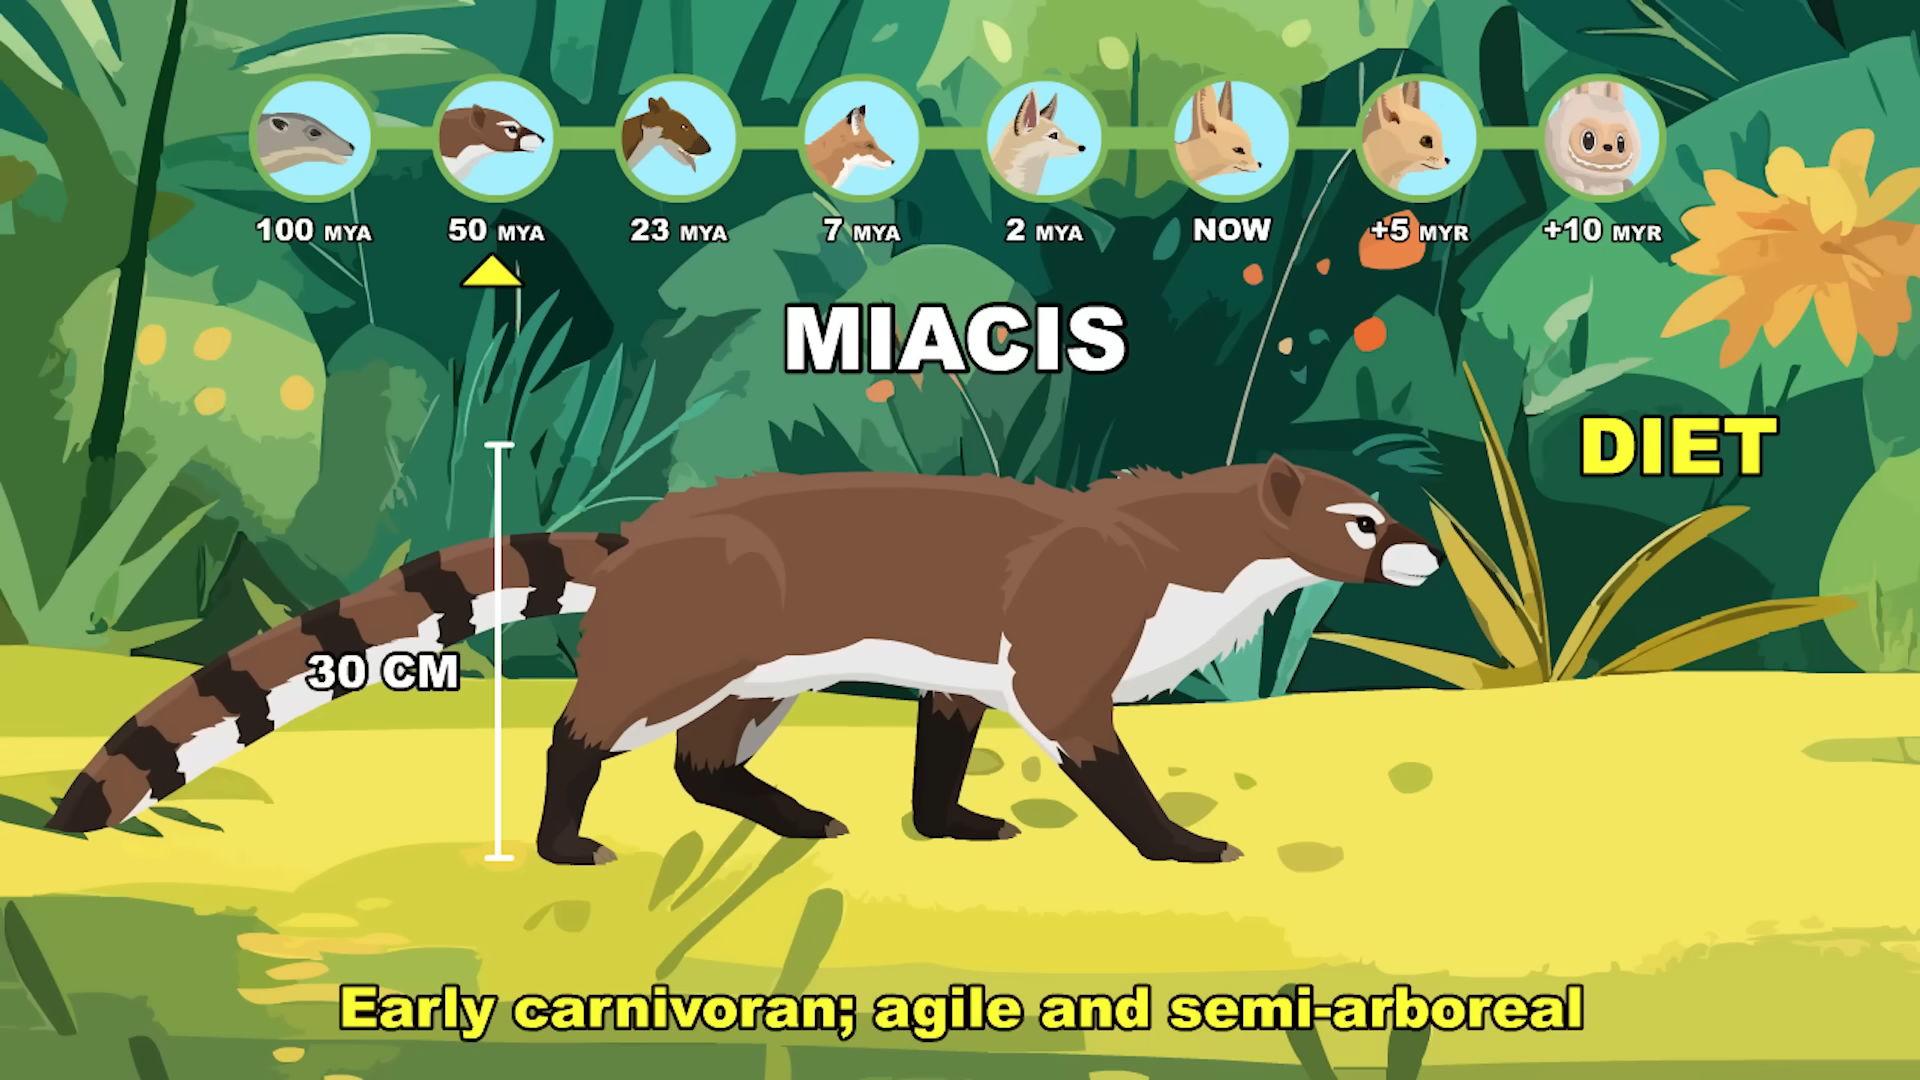 100 MYA
50 MYA
23 MYA
7 MYA
2 MYA
NOW
+5 MYR
+10 MYR
MIACIS
DIET
30 CM
Early carnivoran; agile and semi-arboreal